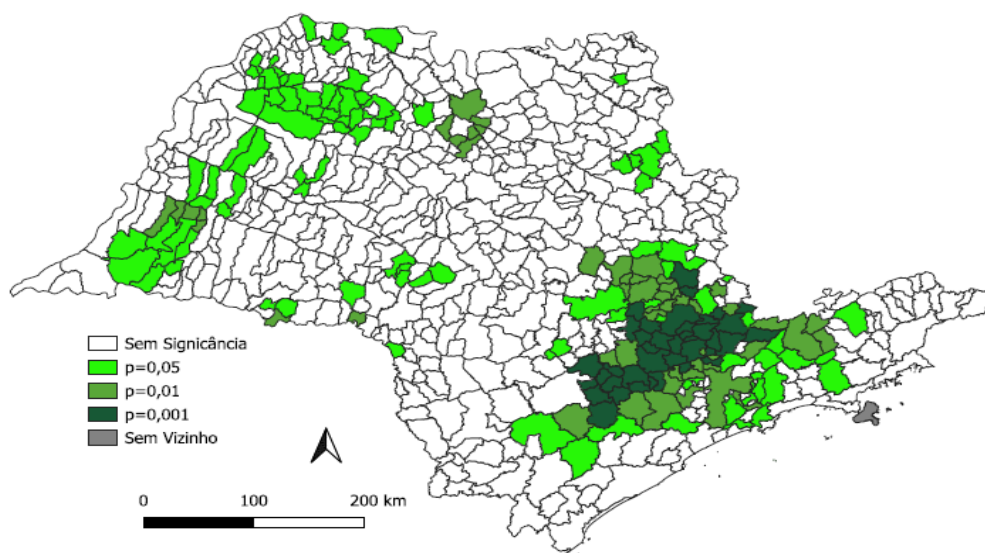 Sem Signicância
p=0,05
p=0,01
p=0,001
Sem Vizinho
0 100 200 km